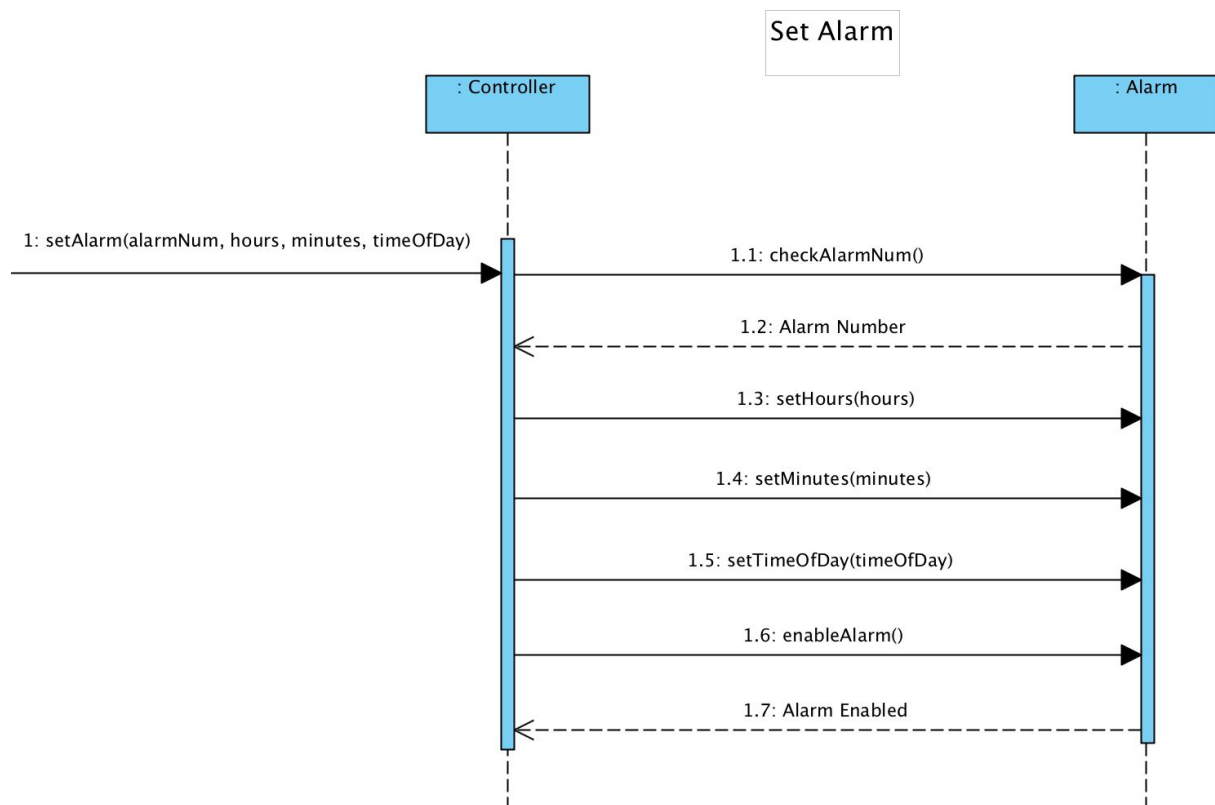 Set Alarm
: Controller
: Alarm
1: setAlarm(alarmNum, hours, minutes, timeOfDay)
1.1: checkAlarmNum()
1.2: Alarm Number
1.3: setHours(hours)
1.4: setMinutes(minutes)
1.5: setTimeOfDay(timeOfDay)
1.6: enableAlarm()
1.7: Alarm Enabled